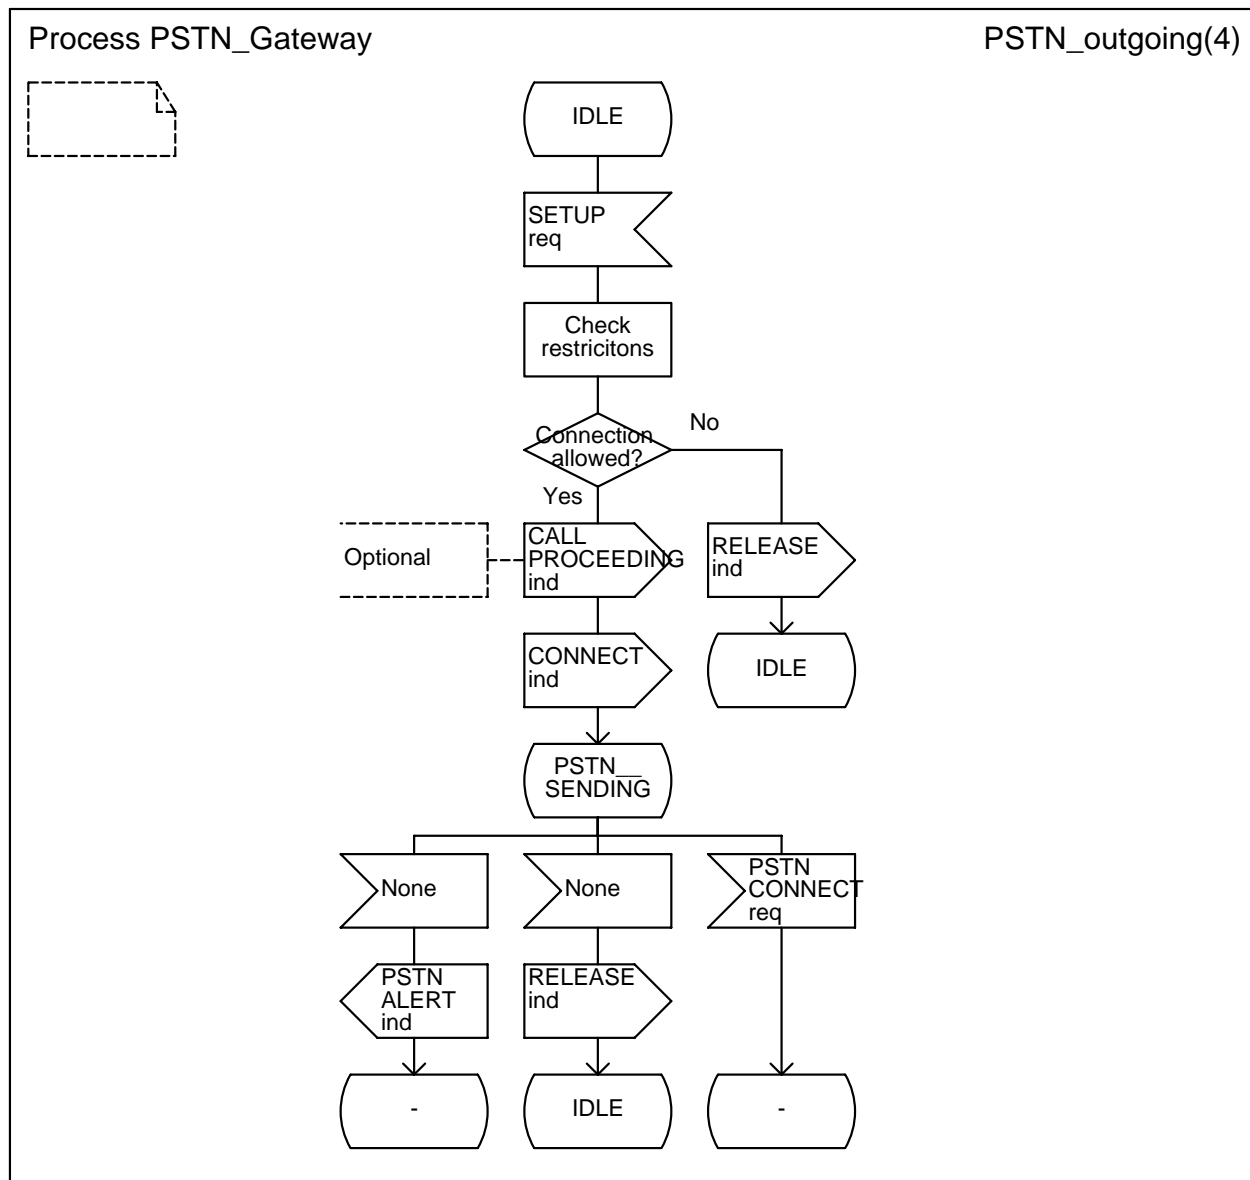 Process PSTN_Gateway
PSTN_outgoing(4)
IDLE
SETUP
req
Check
restricitons
Connection
allowed?
No
Yes
Optional
CALL
PROCEEDING
ind
RELEASE
ind
CONNECT
ind
IDLE
PSTN__
SENDING
None
None
PSTN
CONNECT
req
PSTN
ALERT
ind
RELEASE
ind
-
IDLE
-